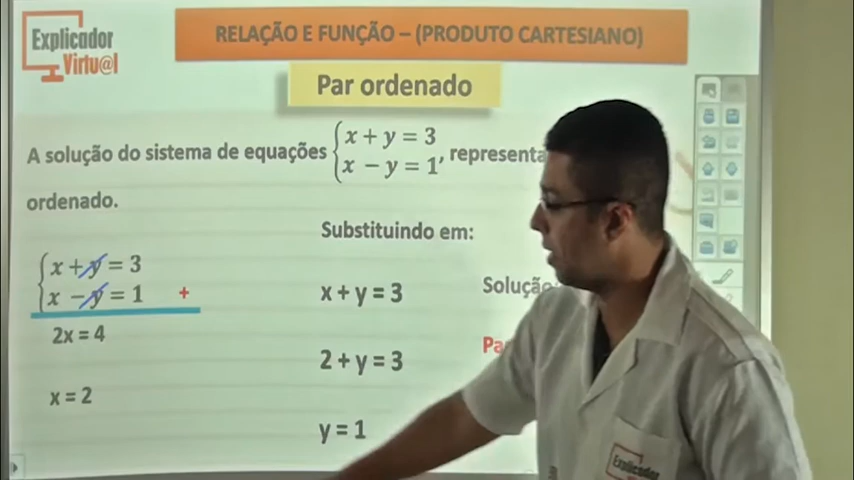 Explicador
Virtu@l
RELAÇÃO E FUNÇÃO – (PRODUTO CARTESIANO)
Par ordenado
A solução do sistema de equações {x + y = 3
x − y = 1, representa
ordenado.
{x + y = 3
x − y = 1 +
2x = 4
x = 2
Substituindo em:
x + y = 3
2 + y = 3
y = 1
Solução
Explicador